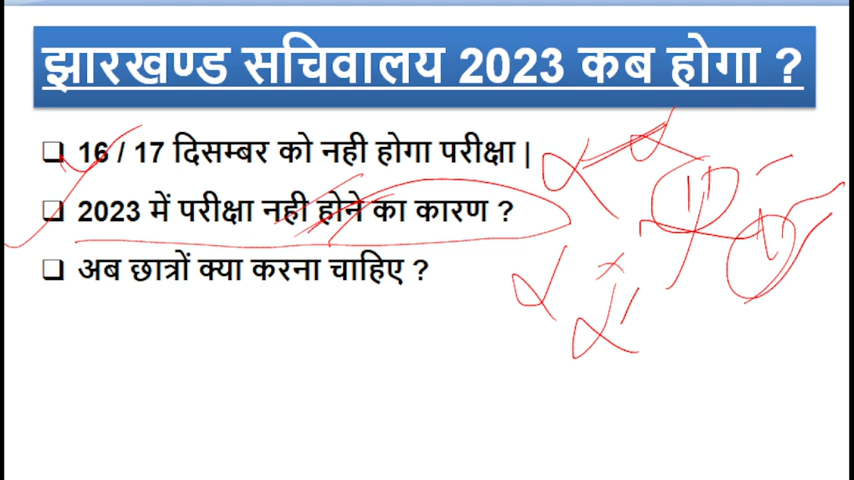 झारखण्ड सचिवालय 2023 कब होगा ?
16 / 17 दिसम्बर को नही होगा परीक्षा |
2023 में परीक्षा नही होने का कारण ?
अब छात्रों क्या करना चाहिए ?